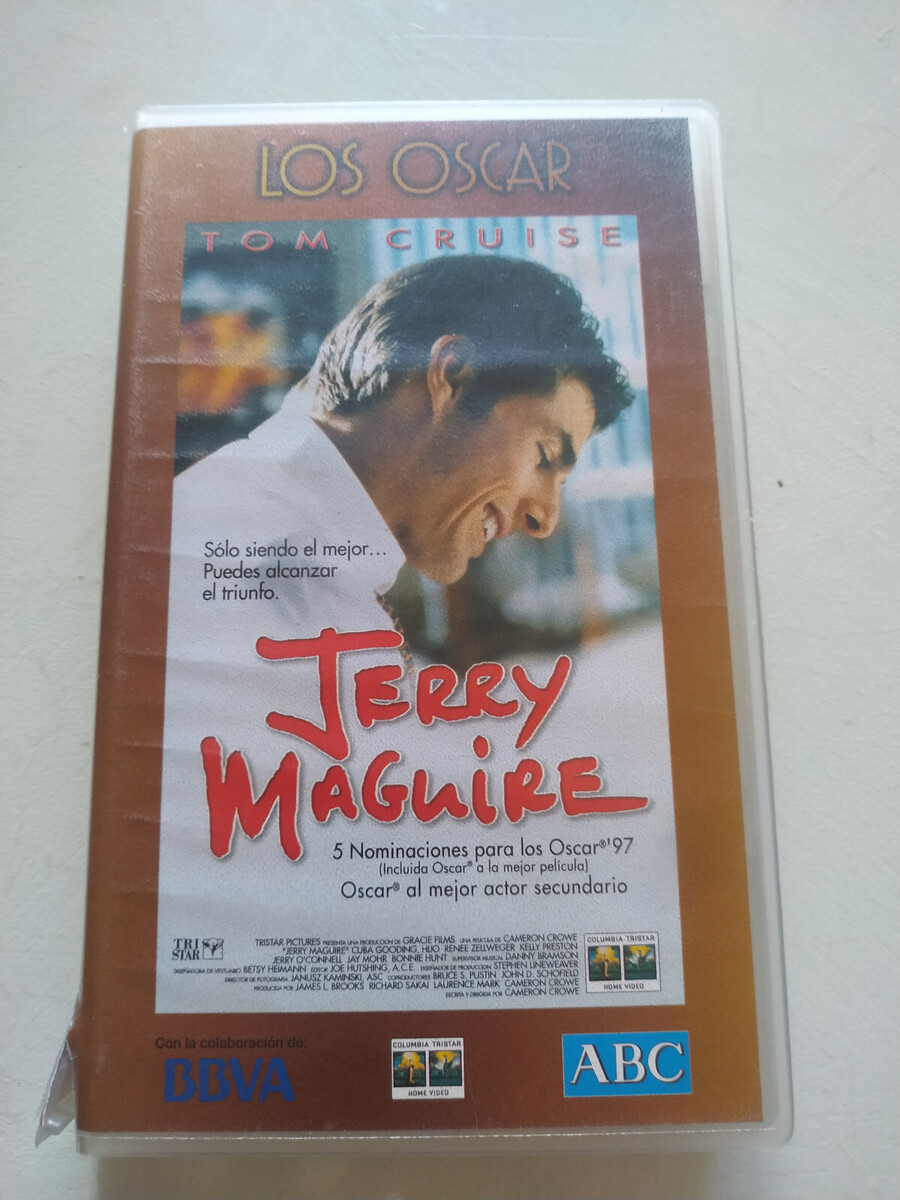 LOS OSCAR
TOM CRUISE
Sólo siendo el mejor...
Puedes alcanzar
el triunfo.
JERRY
MAGUIRE
5 Nominaciones para los Oscar®'97
(Incluida Oscar® a la mejor película)
Oscar® al mejor actor secundario
TRI
STAR
TRISTAR PICTURES PRESENTA UNA PRODUCCION DE GRACIE FILMS. UNA PELICULA DE CAMERON CROWE
"JERRY MAGUIRE" CUBA GOODING, HIJO RENEE ZELLWEGER KELLY PRESTON
JERRY O'CONNELL JAY MOHR BONNIE HUNT SUPERVISOR MUSICAL DANNY BRAMSON
DISEÑADORA DE VESTUARIO BETSY HEIMANN EDITOR JOE HUTSHING, A.C.E. DISEÑADOR DE PRODUCCION STEPHEN LINEWEAVER
DIRECTOR DE FOTOGRAFIA JANUSZ KAMINSKI, ASC COPRODUCTORES BRUCE S. PUSTIN JOHN D. SCHOFIELD
PRODUCIDA POR JAMES L. BROOKS RICHARD SAKAI LAURENCE MARK CAMERON CROWE
ESCRITA Y DIRIGIDA POR CAMERON CROWE
COLUMBIA TRISTAR
HOME VIDEO
Con la colaboración de:
BBVA
COLUMBIA TRISTAR
HOME VIDEO
ABC